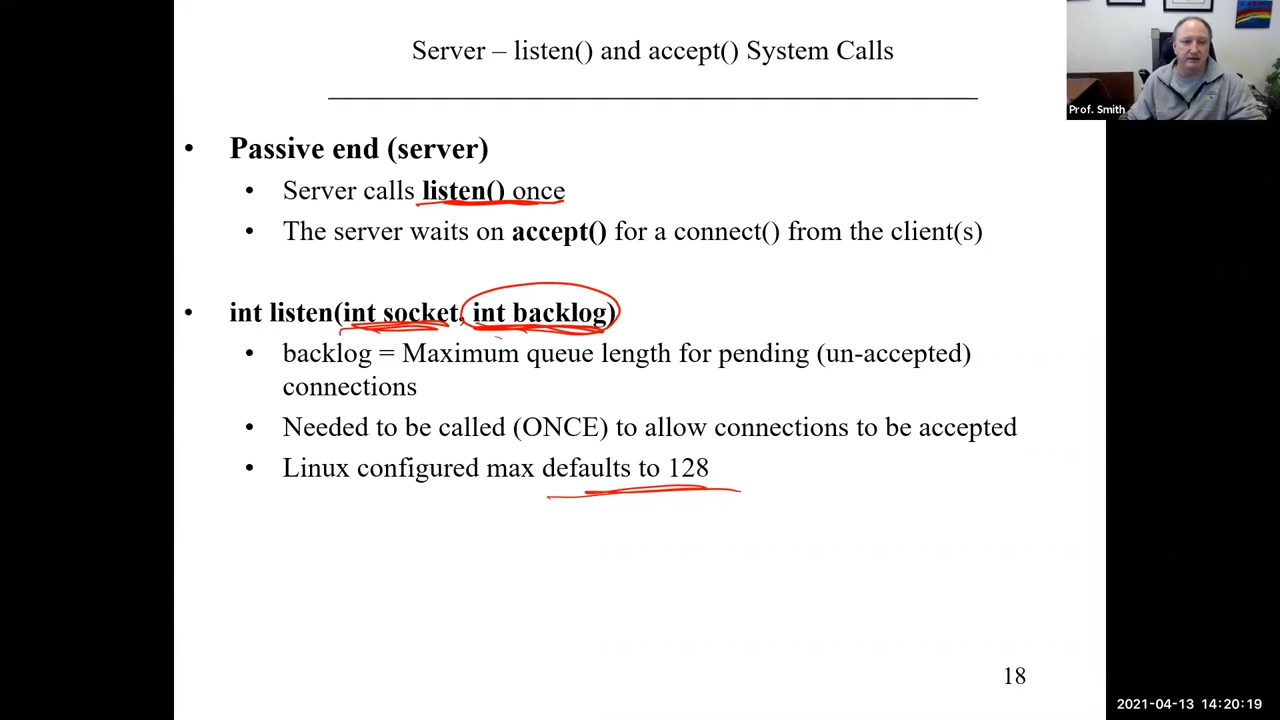 Server – listen() and accept() System Calls
Prof. Smith
• Passive end (server)
• Server calls listen() once
• The server waits on accept() for a connect() from the client(s)
• int listen(int socket, int backlog)
• backlog = Maximum queue length for pending (un-accepted)
connections
• Needed to be called (ONCE) to allow connections to be accepted
• Linux configured max defaults to 128
18
2021-04-13 14:20:19